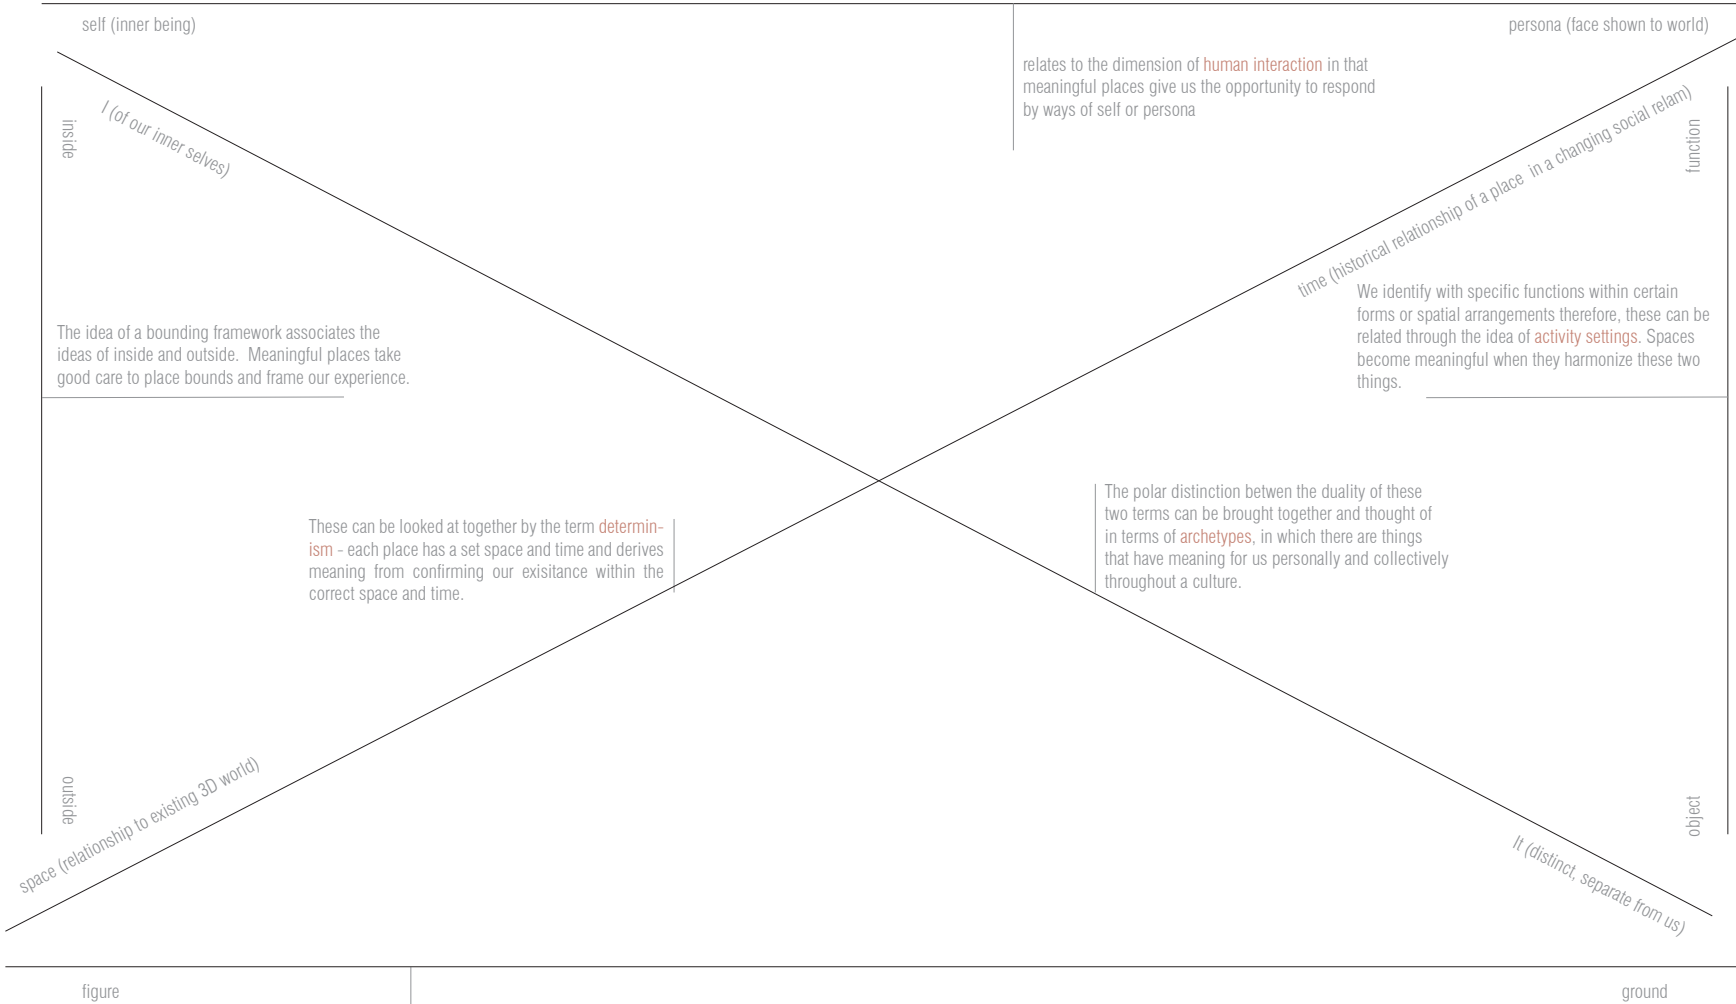 self (inner being)
persona (face shown to world)
relates to the dimension of human interaction in that
meaningful places give us the opportunity to respond
by ways of self or persona
inside
I (of our inner selves)
time (historical relationship of a place in a changing social relam)
function
The idea of a bounding framework associates the
ideas of inside and outside. Meaningful places take
good care to place bounds and frame our experience.
We identify with specific functions within certain
forms or spatial arrangements therefore, these can be
related through the idea of activity settings. Spaces
become meaningful when they harmonize these two
things.
These can be looked at together by the term determin-
ism - each place has a set space and time and derives
meaning from confirming our exisitance within the
correct space and time.
The polar distinction betwen the duality of these
two terms can be brought together and thought of
in terms of archetypes, in which there are things
that have meaning for us personally and collectively
throughout a culture.
outside
space (relationship to existing 3D world)
object
It (distinct, separate from us)
figure
ground